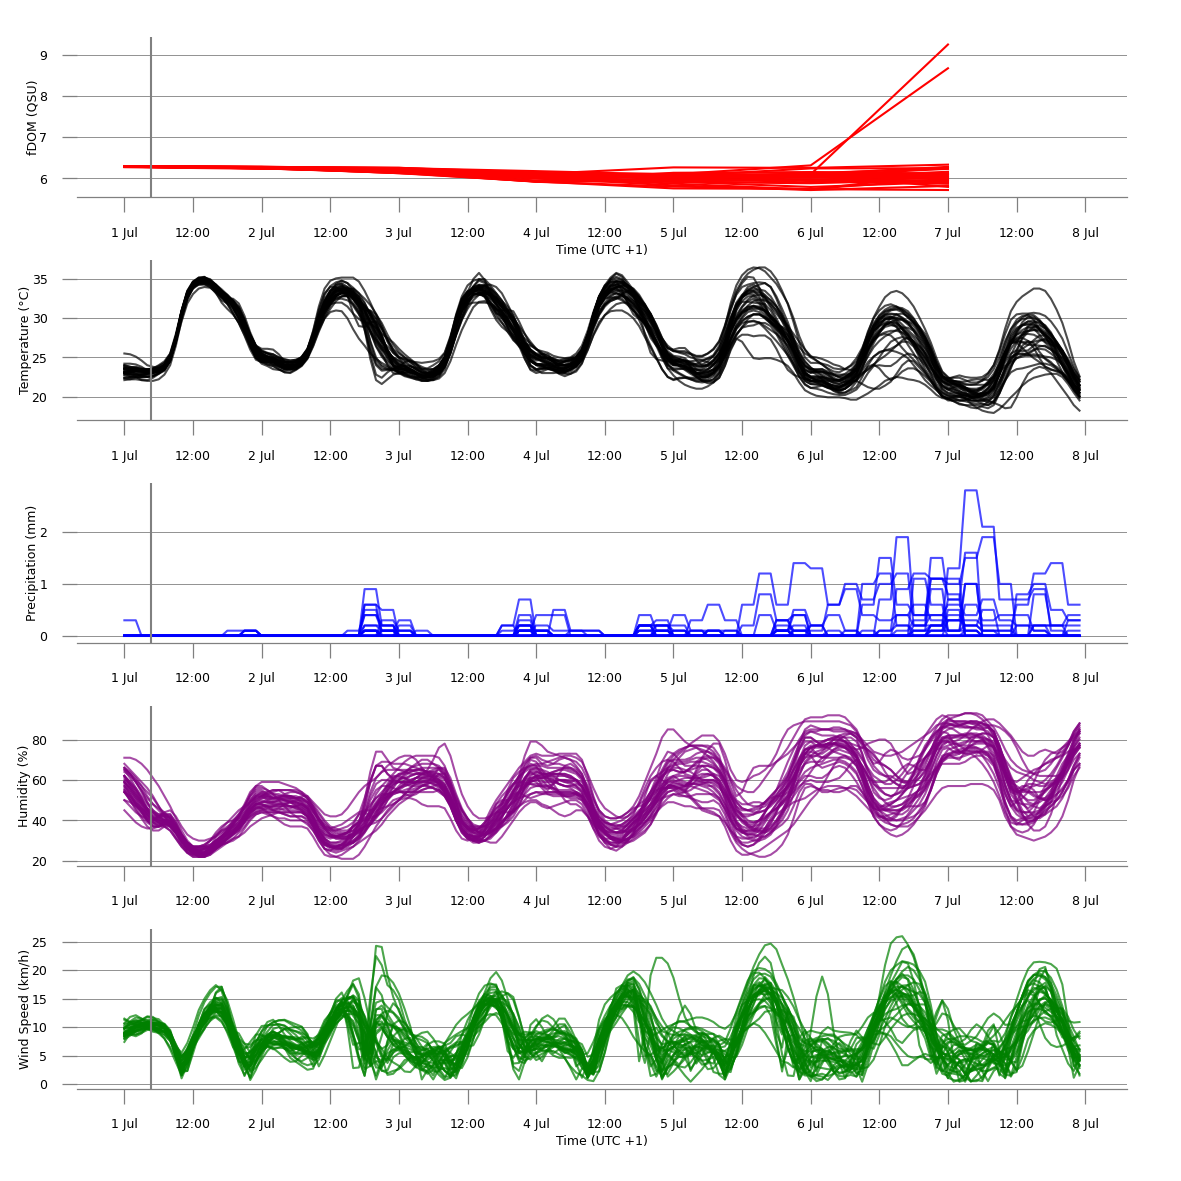 fDOM (QSU)
9
8
7
6
1 Jul 12:00 2 Jul 12:00 3 Jul 12:00 4 Jul 12:00 5 Jul 12:00 6 Jul 12:00 7 Jul 12:00 8 Jul
Time (UTC +1)
Temperature (°C)
35
30
25
20
1 Jul 12:00 2 Jul 12:00 3 Jul 12:00 4 Jul 12:00 5 Jul 12:00 6 Jul 12:00 7 Jul 12:00 8 Jul
Precipitation (mm)
2
1
0
1 Jul 12:00 2 Jul 12:00 3 Jul 12:00 4 Jul 12:00 5 Jul 12:00 6 Jul 12:00 7 Jul 12:00 8 Jul
Humidity (%)
80
60
40
20
1 Jul 12:00 2 Jul 12:00 3 Jul 12:00 4 Jul 12:00 5 Jul 12:00 6 Jul 12:00 7 Jul 12:00 8 Jul
Wind Speed (km/h)
25
20
15
10
5
0
1 Jul 12:00 2 Jul 12:00 3 Jul 12:00 4 Jul 12:00 5 Jul 12:00 6 Jul 12:00 7 Jul 12:00 8 Jul
Time (UTC +1)